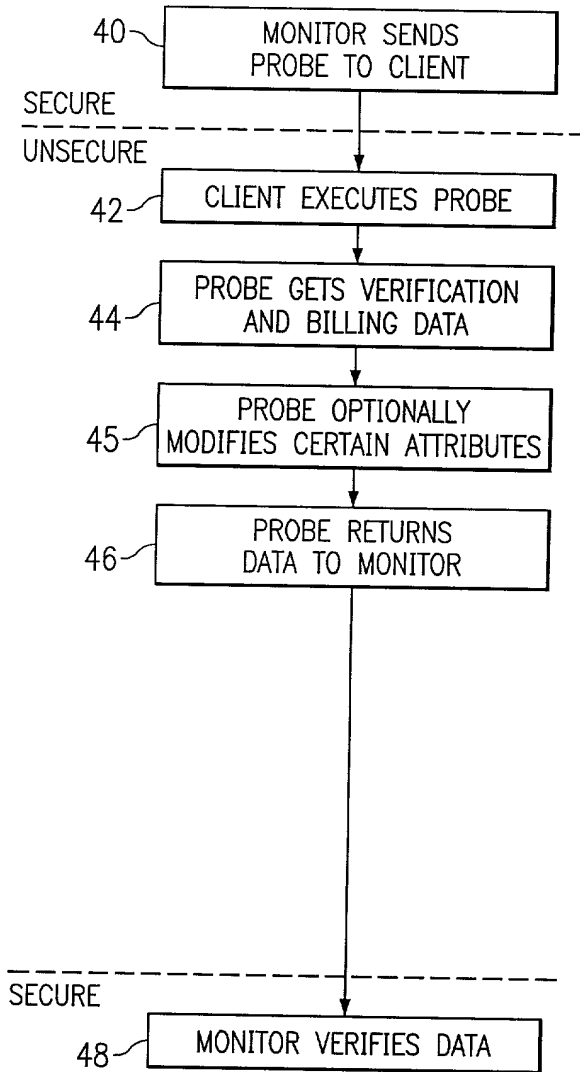 40
MONITOR SENDS
PROBE TO CLIENT
SECURE
UNSECURE
42
CLIENT EXECUTES PROBE
44
PROBE GETS VERIFICATION
AND BILLING DATA
45
PROBE OPTIONALLY
MODIFIES CERTAIN ATTRIBUTES
46
PROBE RETURNS
DATA TO MONITOR
SECURE
48
MONITOR VERIFIES DATA